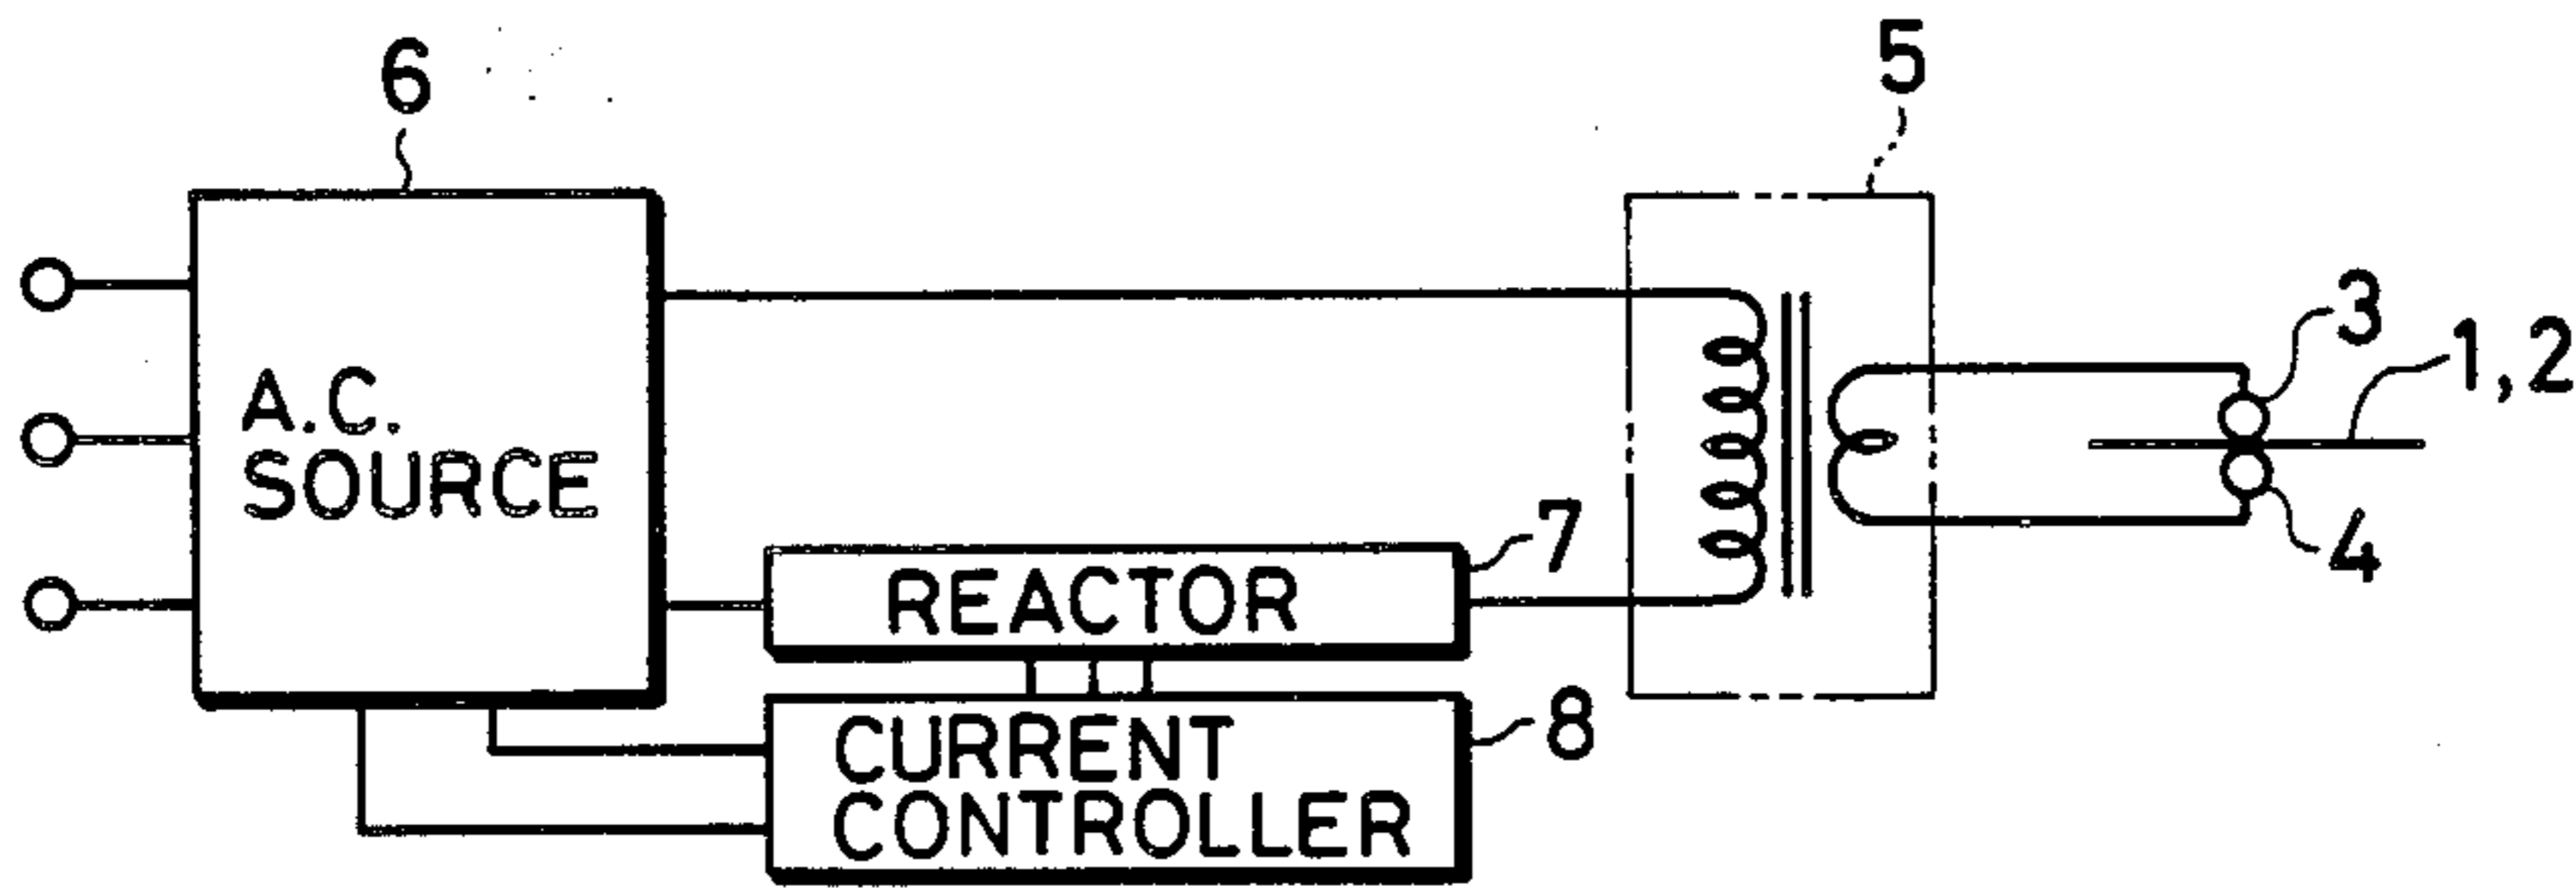 6
5
3
1,2
A.C.
SOURCE
4
7
REACTOR
8
CURRENT
CONTROLLER